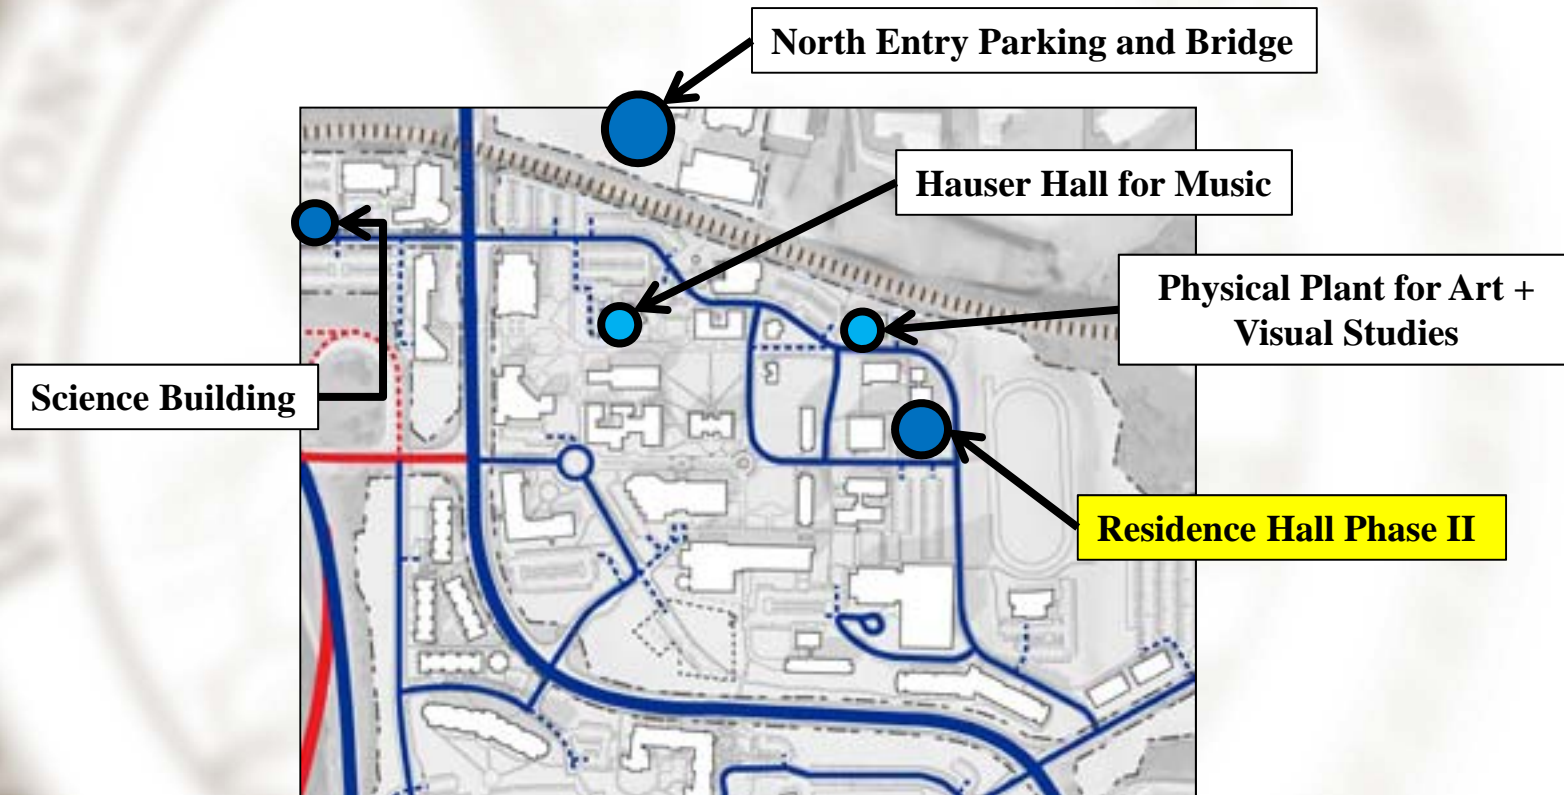 North Entry Parking and Bridge
Hauser Hall for Music
Physical Plant for Art +
Visual Studies
Science Building
Residence Hall Phase II